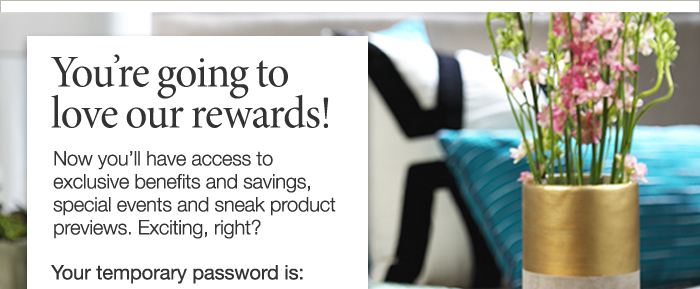 You’re going to
love our rewards!
Now you’ll have access to
exclusive benefits and savings,
special events and sneak product
previews. Exciting, right?
Your temporary password is: